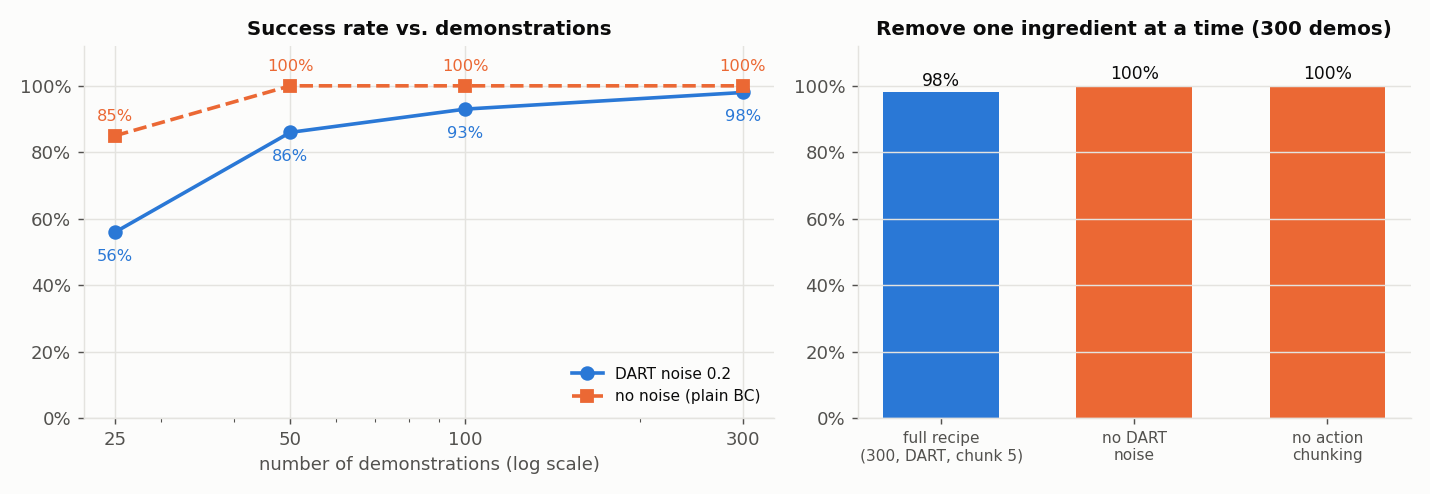 Success rate vs. demonstrations
100%
80%
60%
40%
20%
0%
85%
100%
100%
100%
56%
86%
93%
98%
DART noise 0.2
no noise (plain BC)
25
50
100
300
number of demonstrations (log scale)
Remove one ingredient at a time (300 demos)
100%
80%
60%
40%
20%
0%
98%
100%
100%
full recipe
(300, DART, chunk 5)
no DART
noise
no action
chunking